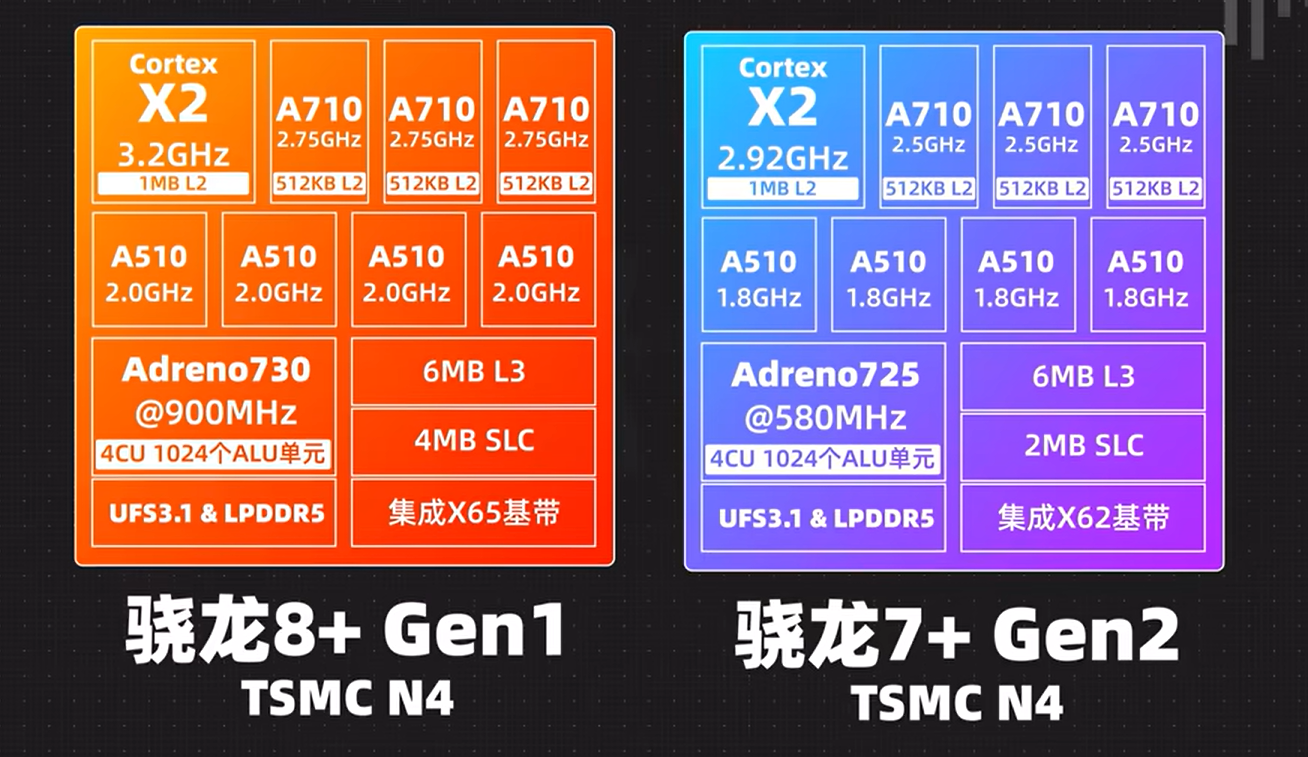 Cortex
X2
3.2GHz
1MB L2
A710
2.75GHz
512KB L2
A710
2.75GHz
512KB L2
A710
2.75GHz
512KB L2
A510
2.0GHz
A510
2.0GHz
A510
2.0GHz
A510
2.0GHz
Adreno730
@900MHz
4CU 1024个ALU单元
6MB L3
4MB SLC
UFS3.1 & LPDDR5
集成X65基带
骁龙8+ Gen1
TSMC N4
Cortex
X2
2.92GHz
1MB L2
A710
2.5GHz
512KB L2
A710
2.5GHz
512KB L2
A710
2.5GHz
512KB L2
A510
1.8GHz
A510
1.8GHz
A510
1.8GHz
A510
1.8GHz
Adreno725
@580MHz
4CU 1024个ALU单元
6MB L3
2MB SLC
UFS3.1 & LPDDR5
集成X62基带
骁龙7+ Gen2
TSMC N4